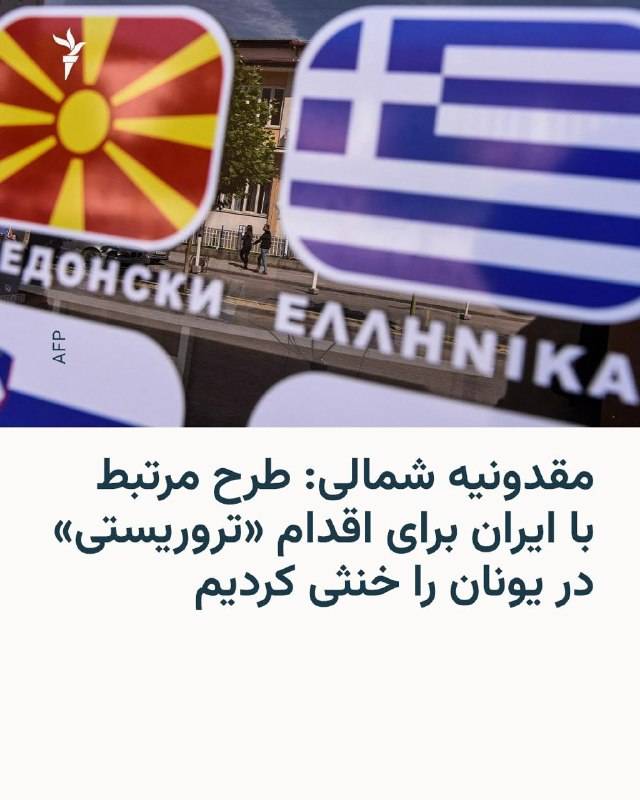 ЕДОНСКИ
ΕΛΛΗΝΙΚΑ
AFP
مقدونیه شمالی: طرح مرتبط
با ایران برای اقدام «تروریستی»
در یونان را خنثی کردیم